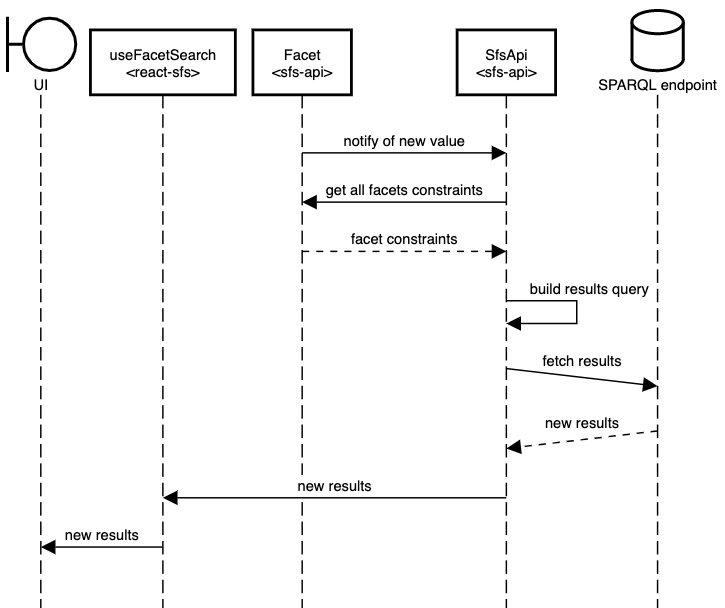 useFacetSearch
<react-sfs>
Facet
<sfs-api>
SfsApi
<sfs-api>
UI
SPARQL endpoint
notify of new value
get all facets constraints
facet constraints
build results query
fetch results
new results
new results
new results